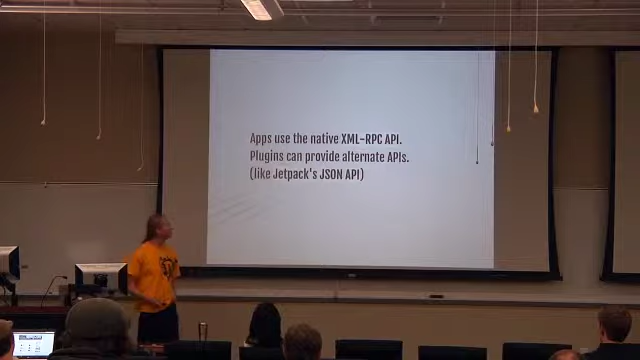 Apps use the native XML-RPC API.
Plugins can provide alternate APIs.
(like Jetpack's JSON API)